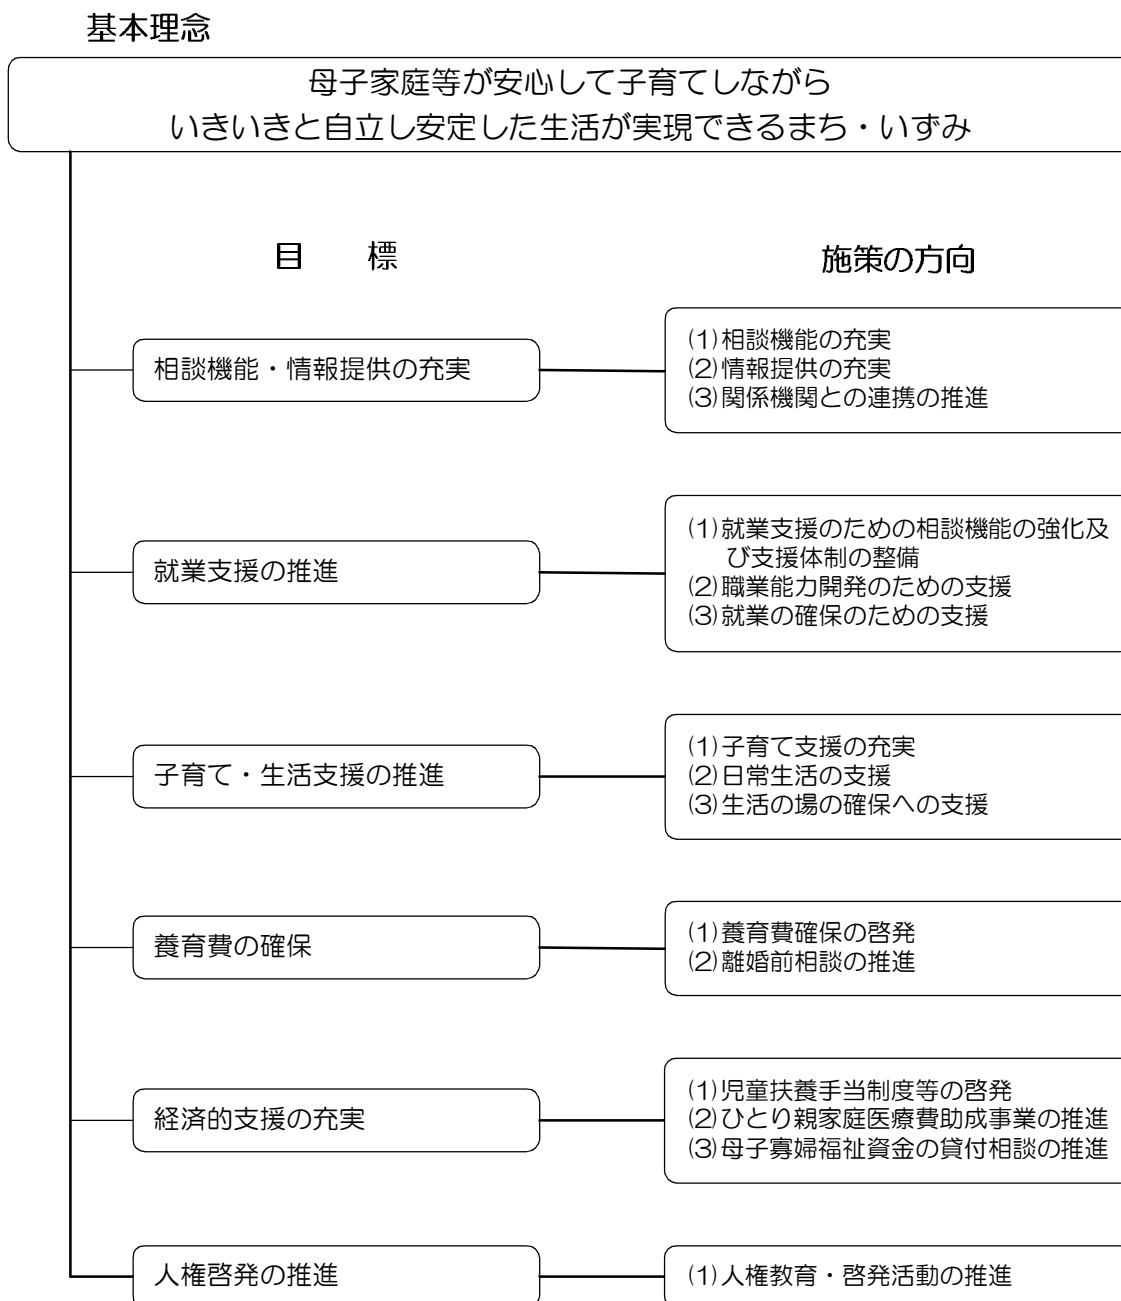 基本理念
母子家庭等が安心して子育てしながら
いきいきと自立し安定した生活が実現できるまち・いずみ
目　標
施策の方向
相談機能・情報提供の充実
(1)相談機能の充実
(2)情報提供の充実
(3)関係機関との連携の推進
就業支援の推進
(1)就業支援のための相談機能の強化及
び支援体制の整備
(2)職業能力開発のための支援
(3)就業の確保のための支援
子育て・生活支援の推進
(1)子育て支援の充実
(2)日常生活の支援
(3)生活の場の確保への支援
養育費の確保
(1)養育費確保の啓発
(2)離婚前相談の推進
経済的支援の充実
(1)児童扶養手当制度等の啓発
(2)ひとり親家庭医療費助成事業の推進
(3)母子寡婦福祉資金の貸付相談の推進
人権啓発の推進
(1)人権教育・啓発活動の推進